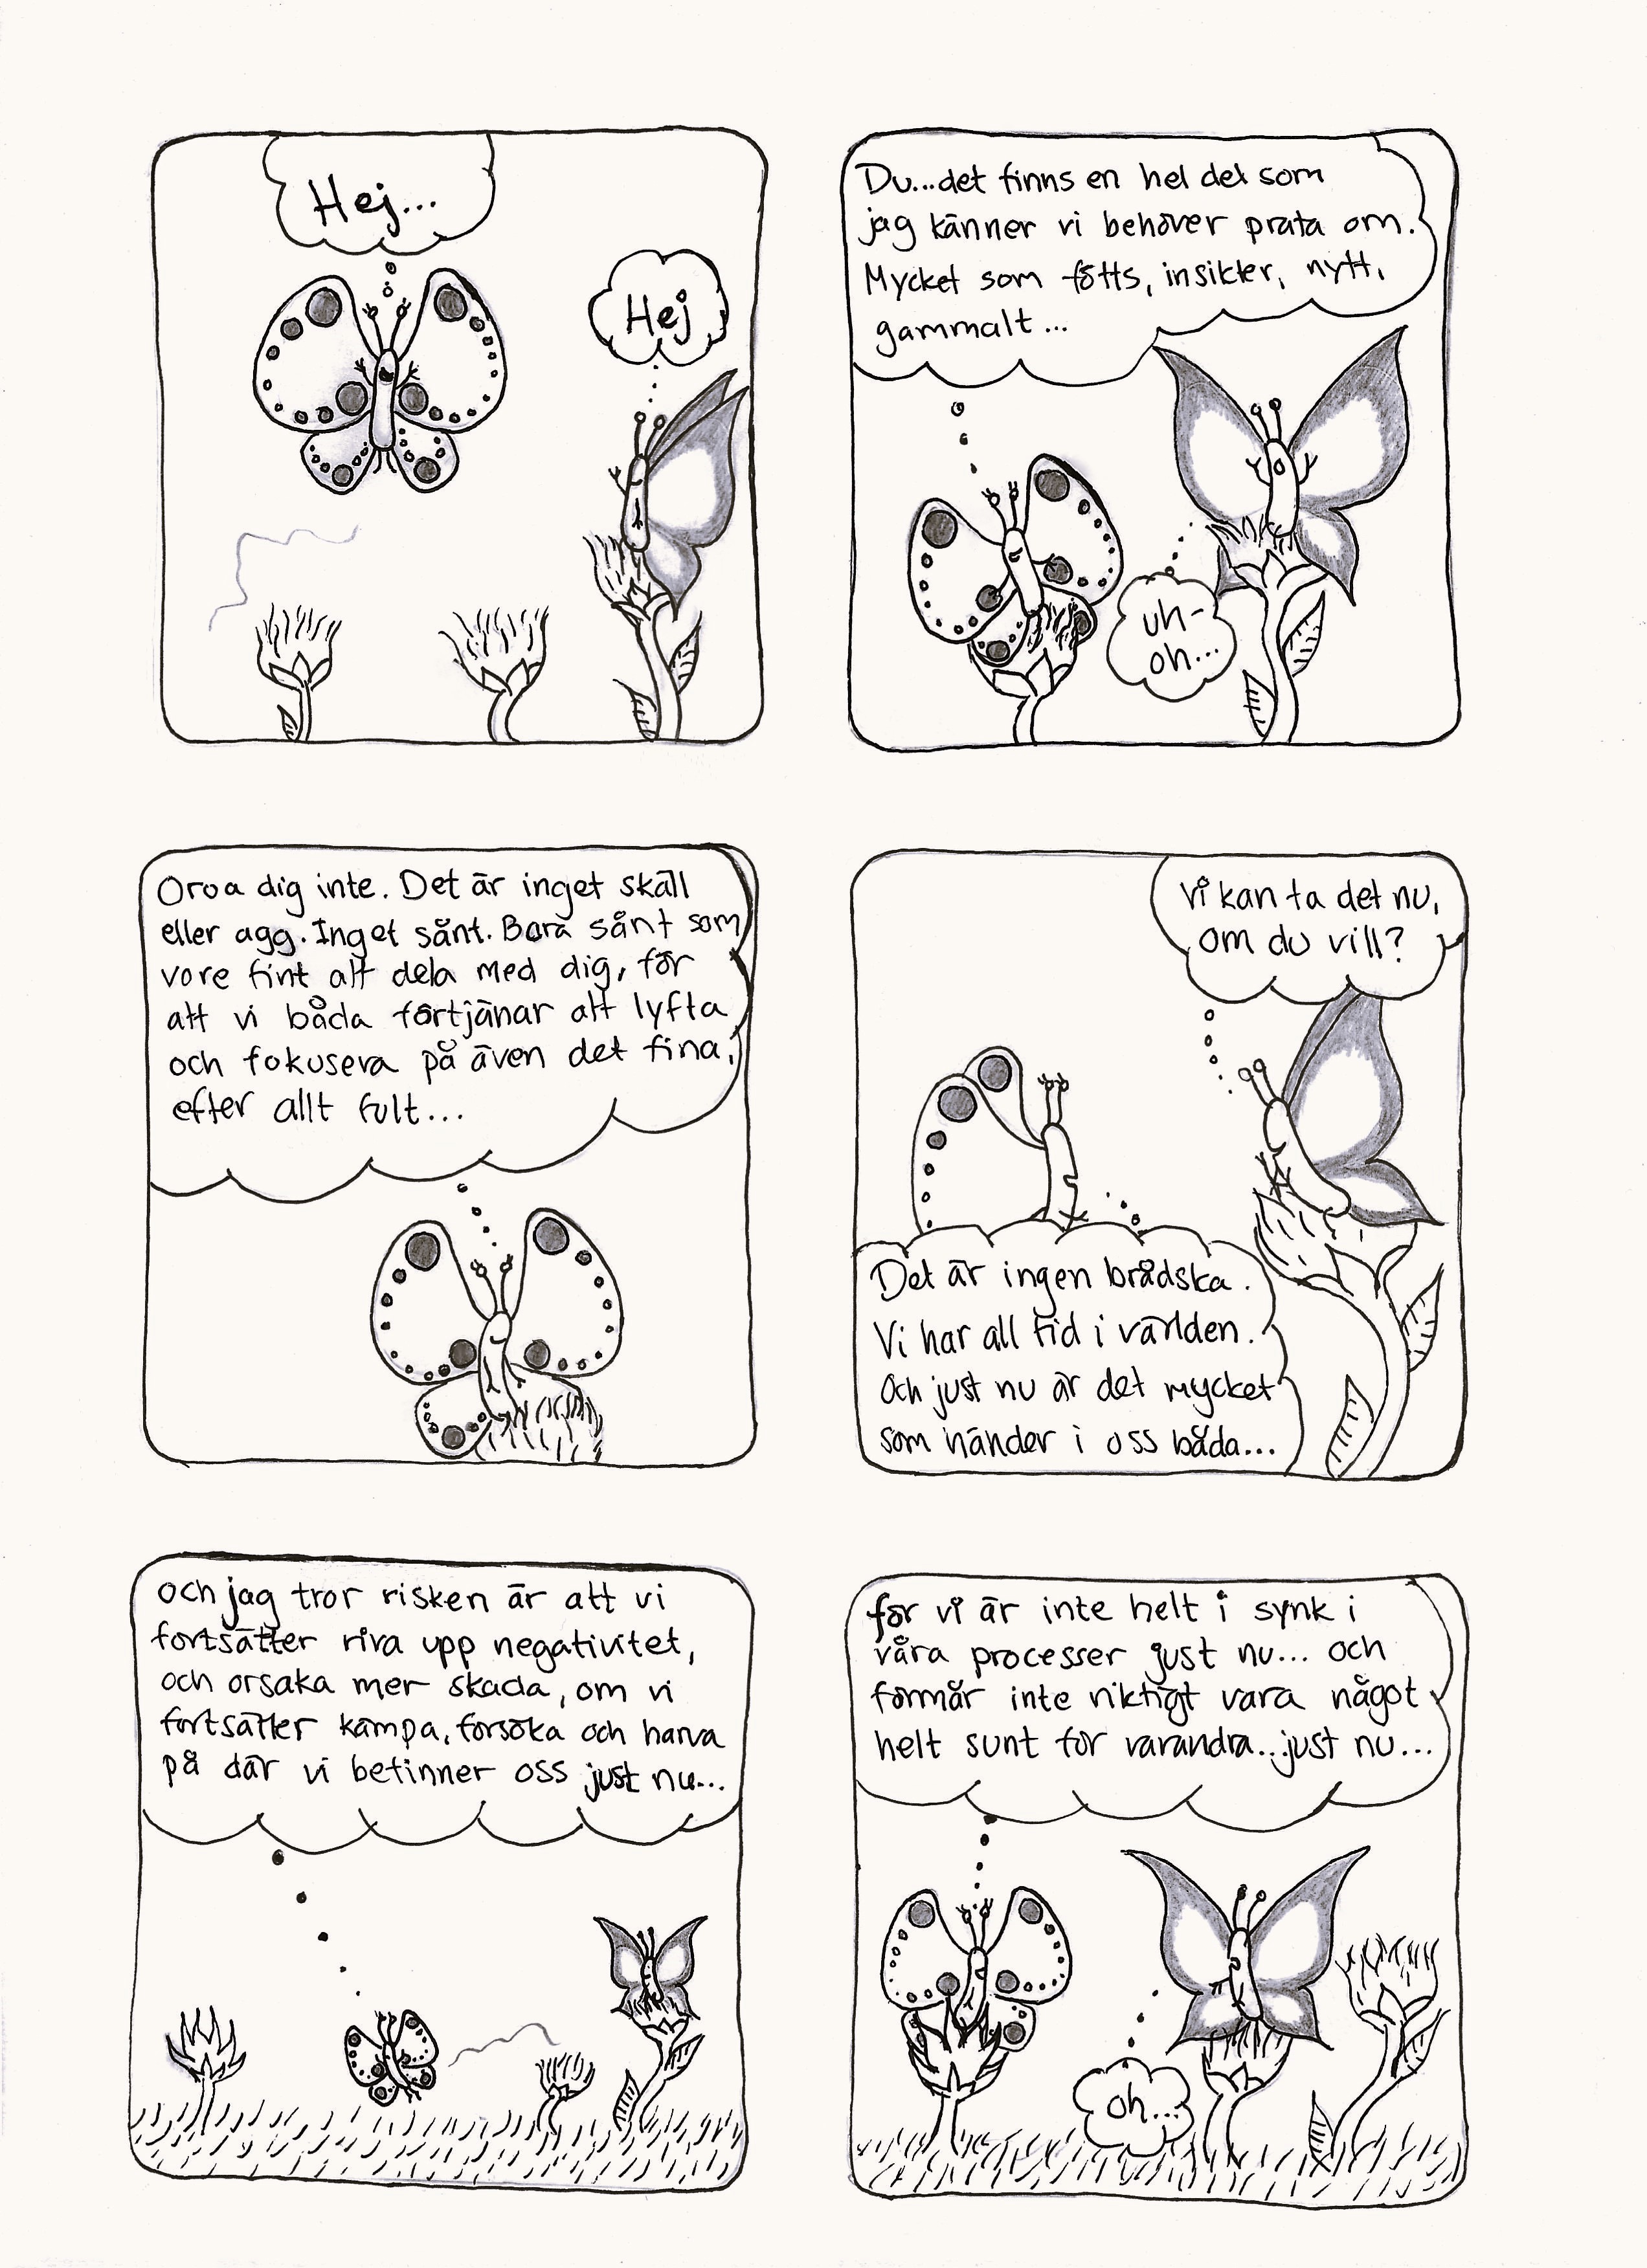 Hej...
Hej
Du...det finns en hel del som
jag känner vi behöver prata om.
Mycket som fötts, insikter, nytt,
gammalt...
uh-
oh...
Oroa dig inte. Det är inget skäll
eller agg. Inget sånt. Bara sånt som
vore fint att dela med dig, för
att vi båda förtjänar att lyfta
och fokusera på även det fina,
efter allt fult...
Vi kan ta det nu,
om du vill?
Det är ingen brådska.
Vi har all tid i världen.
Och just nu är det mycket
som händer i oss båda...
och jag tror risken är att vi
fortsätter riva upp negativitet,
och orsaka mer skada, om vi
fortsätter kämpa, försöka och harva
på där vi befinner oss just nu...
för vi är inte helt i synk i
våra processer just nu... och
förmår inte riktigt vara något
helt sunt för varandra...just nu...
oh...